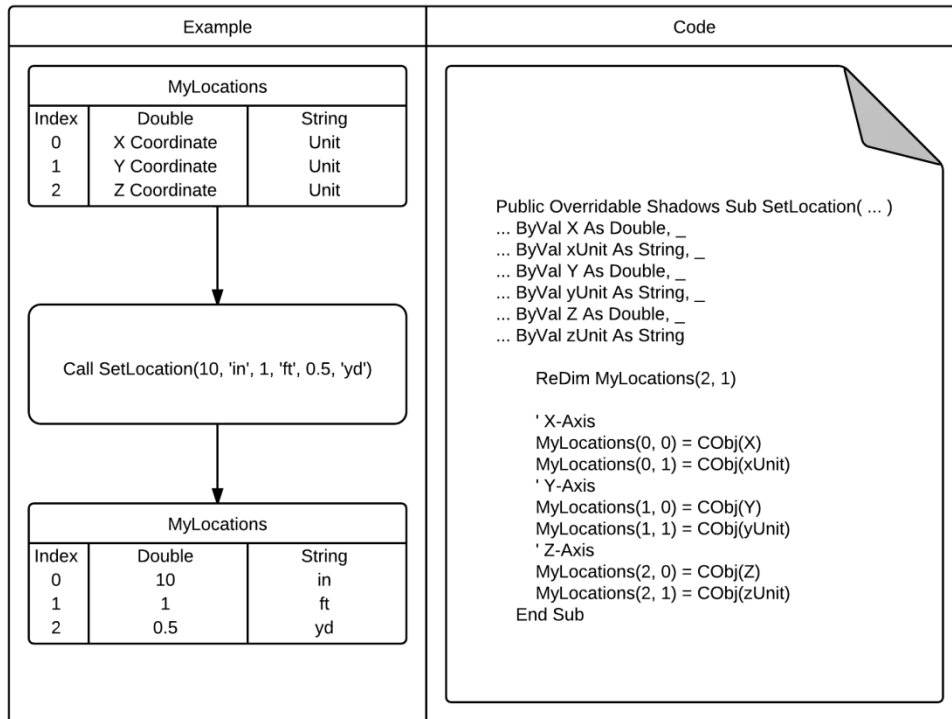 Example
Code
MyLocations
Index Double String
0 X Coordinate Unit
1 Y Coordinate Unit
2 Z Coordinate Unit
Call SetLocation(10, 'in', 1, 'ft', 0.5, 'yd')
MyLocations
Index Double String
0 10 in
1 1 ft
2 0.5 yd
Public Overridable Shadows Sub SetLocation( ... )
... ByVal X As Double, _
... ByVal xUnit As String, _
... ByVal Y As Double, _
... ByVal yUnit As String, _
... ByVal Z As Double, _
... ByVal zUnit As String
ReDim MyLocations(2, 1)
' X-Axis
MyLocations(0, 0) = CObj(X)
MyLocations(0, 1) = CObj(xUnit)
' Y-Axis
MyLocations(1, 0) = CObj(Y)
MyLocations(1, 1) = CObj(yUnit)
' Z-Axis
MyLocations(2, 0) = CObj(Z)
MyLocations(2, 1) = CObj(zUnit)
End Sub